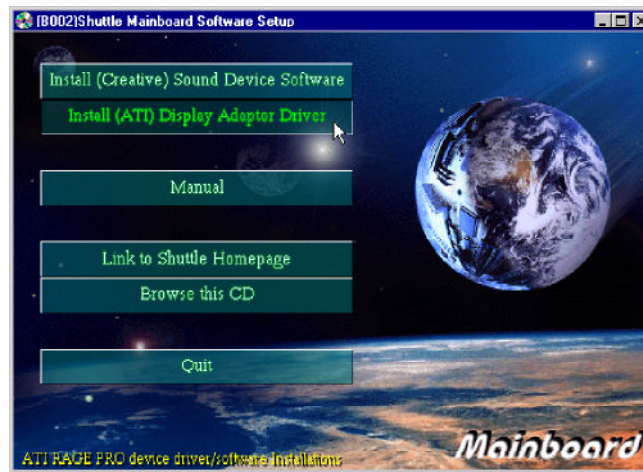 [B002]Shuttle Mainboard Software Setup
Install (Creative) Sound Device Software
Install (ATI) Display Adaptor Driver
Manual
Link to Shuttle Homepage
Browse this CD
Quit
Mainboard
ATI RAGE PRO device driver/software Installations